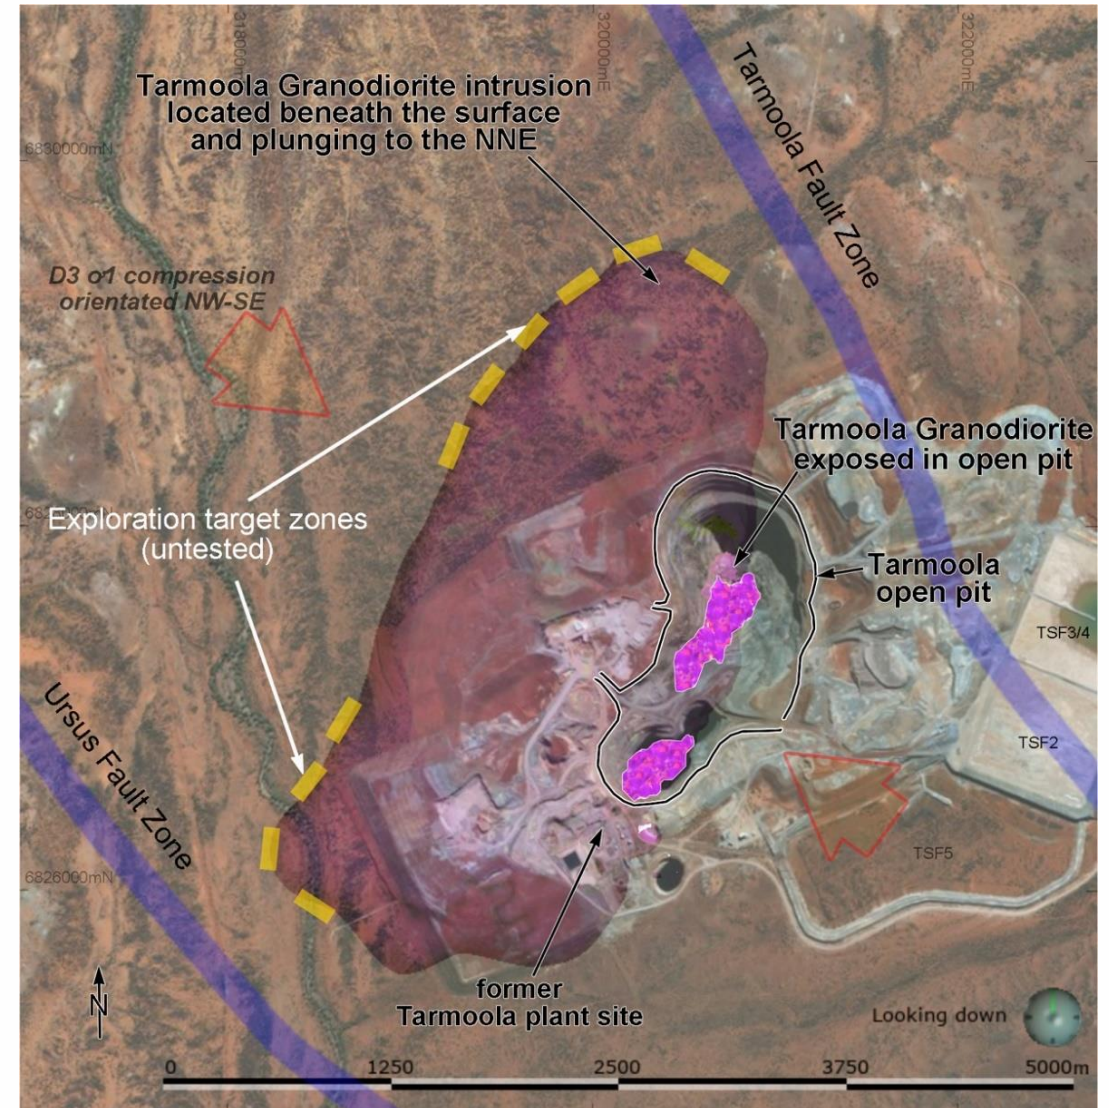 318000mE
320000mE
322000mE
Tarmoola Granodiorite intrusion
located beneath the surface
and plunging to the NNE
Tarmoola Fault Zone
6830000mN
D3 σ1 compression
orientated NW-SE
Tarmoola Granodiorite
exposed in open pit
Exploration target zones
(untested)
Tarmoola
open pit
TSF3/4
TSF2
Ursus Fault Zone
TSF5
6826000mN
former
Tarmoola plant site
N
Looking down
0 1250 2500 3750 5000m